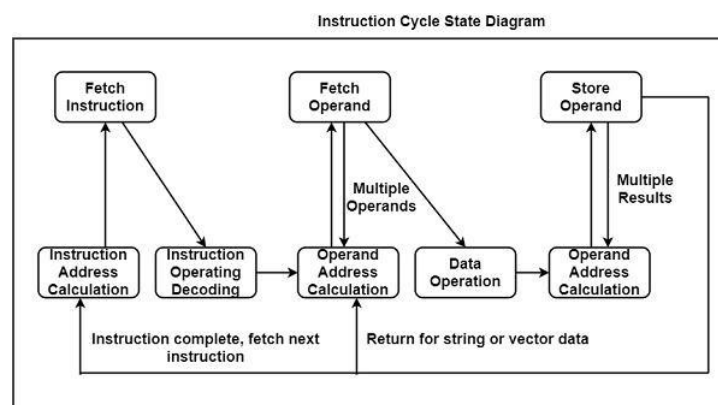 Instruction Cycle State Diagram
Fetch
Instruction
Fetch
Operand
Store
Operand
Multiple
Operands
Multiple
Results
Instruction
Address
Calculation
Instruction
Operating
Decoding
Operand
Address
Calculation
Data
Operation
Operand
Address
Calculation
Instruction complete, fetch next
instruction
Return for string or vector data